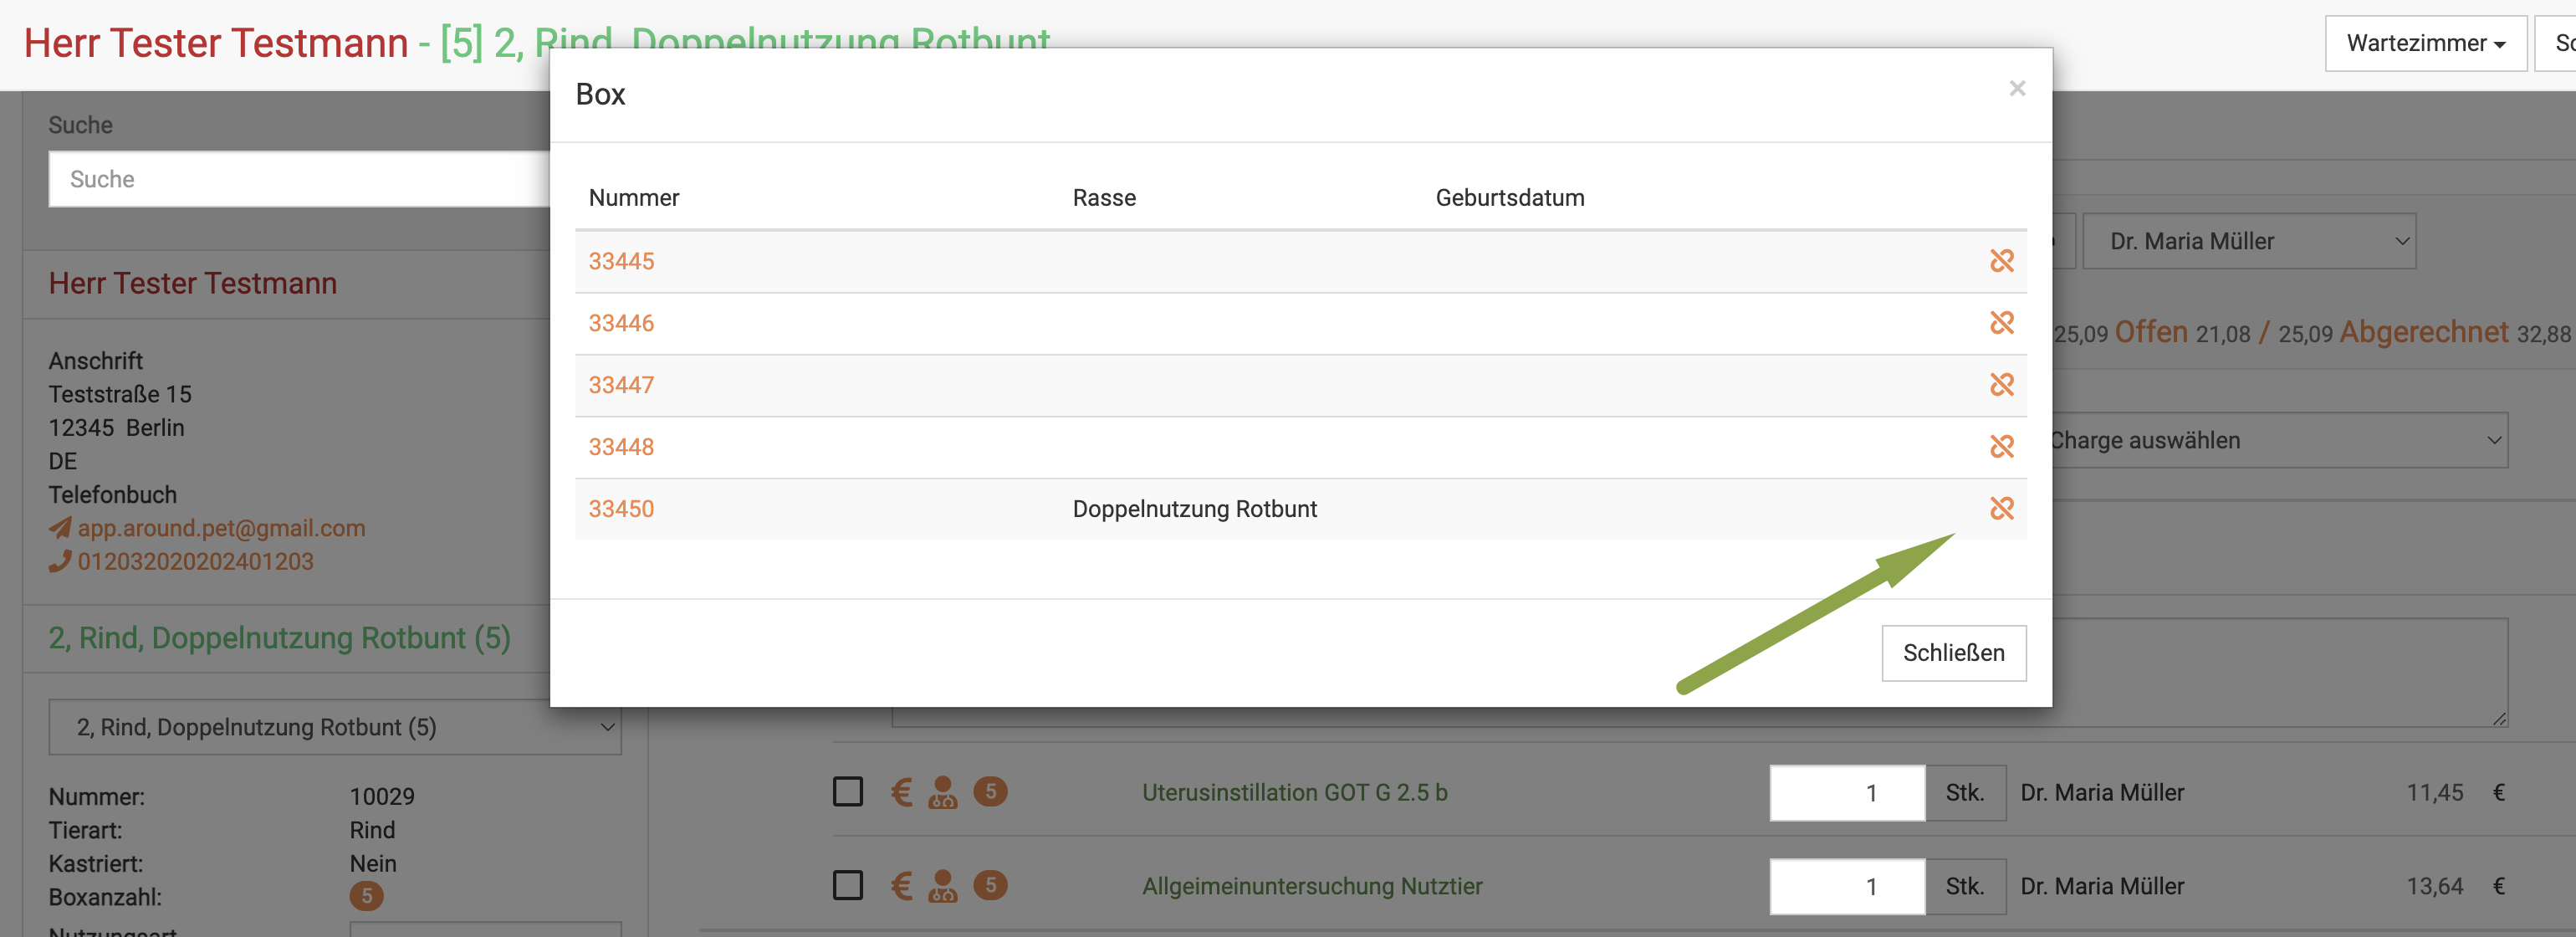 Herr Tester Testmann - [5] 2, Rind, Doppelnutzung Rotbunt
Wartezimmer
Box
×
Suche
Suche
Nummer Rasse Geburtsdatum
33445
33446
33447
33448
33450 Doppelnutzung Rotbunt
Schließen
Herr Tester Testmann
Anschrift
Teststraße 15
12345 Berlin
DE
Telefonbuch
app.around.pet@gmail.com
012032020202401203
2, Rind, Doppelnutzung Rotbunt (5)
2, Rind, Doppelnutzung Rotbunt (5)
Nummer: 10029
Tierart: Rind
Kastriert: Nein
Boxanzahl: 5
Nutzungsart
Dr. Maria Müller
25,09 Offen 21,08 / 25,09 Abgerechnet 32,88
Charge auswählen
€ 5 Uterusinstillation GOT G 2.5 b 1 Stk. Dr. Maria Müller 11,45 €
€ 5 Allgeimeinuntersuchung Nutztier 1 Stk. Dr. Maria Müller 13,64 €